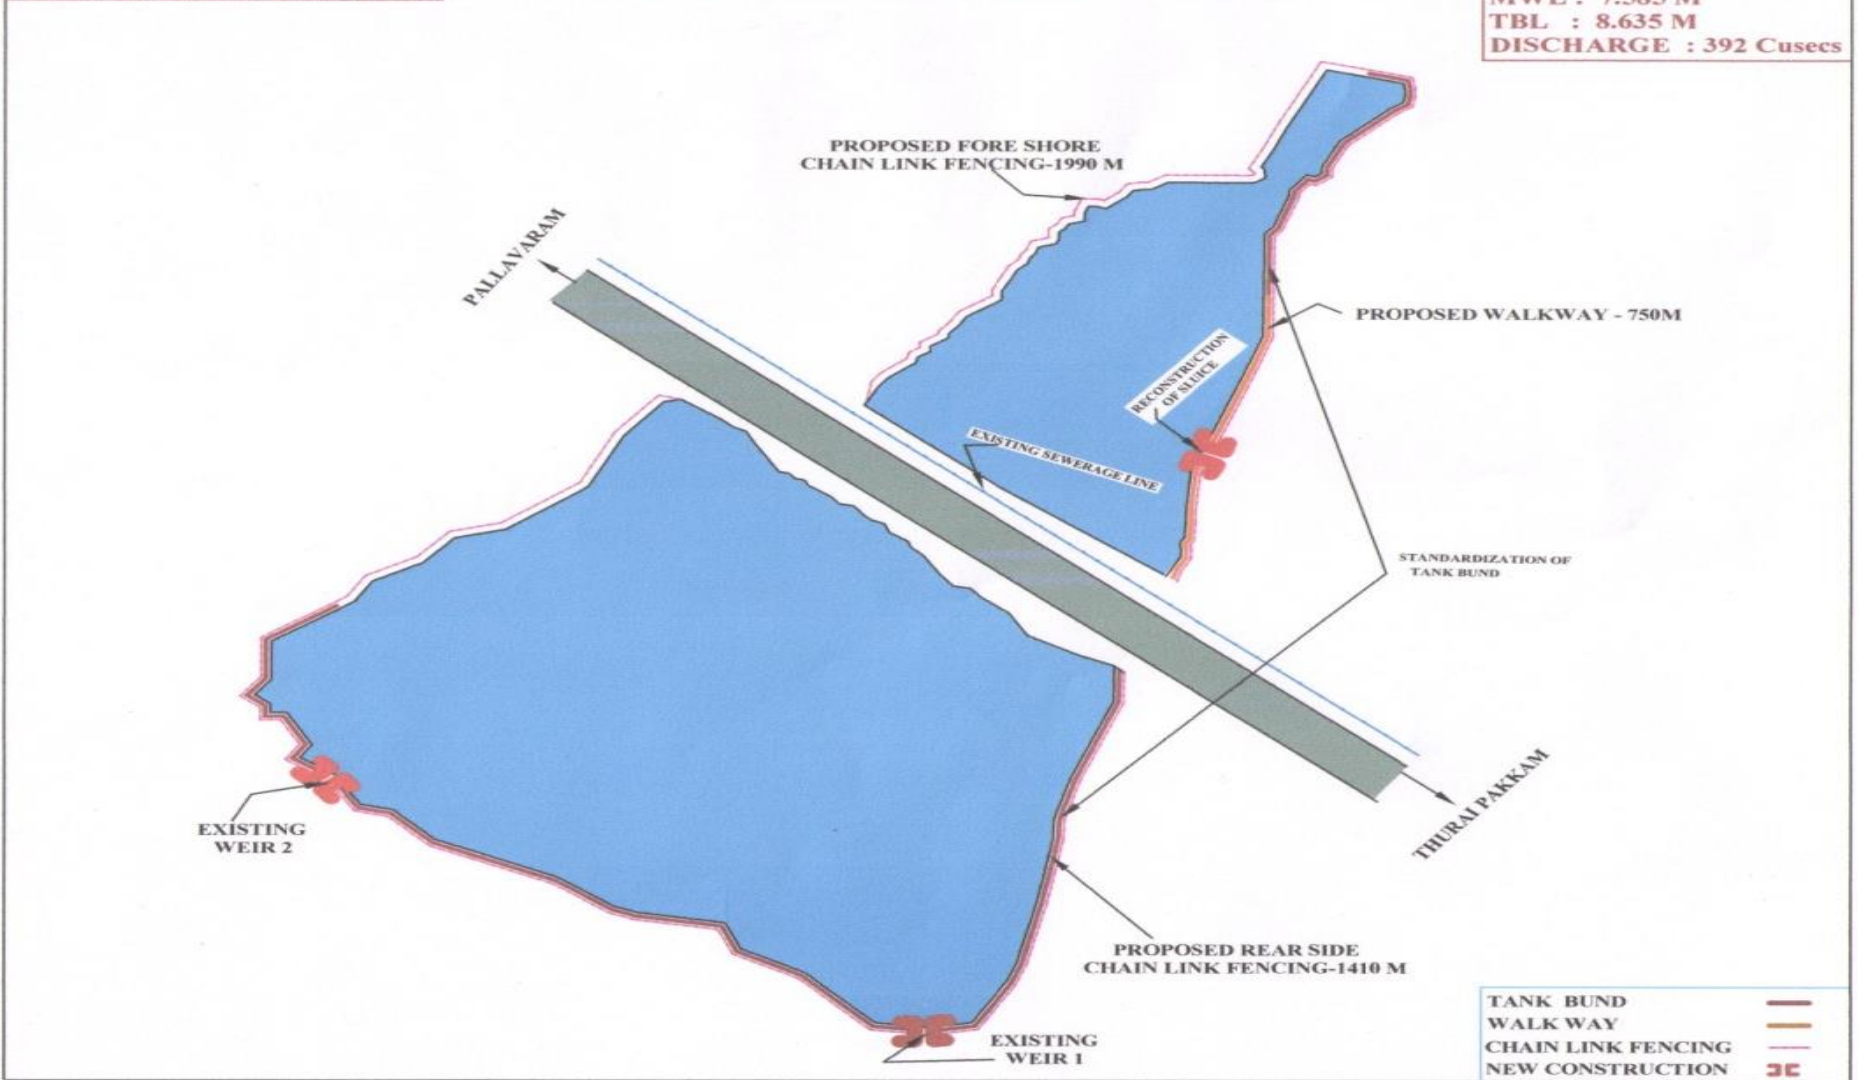 TBL : 8.635 M
DISCHARGE : 392 Cusecs
PROPOSED FORE SHORE
CHAIN LINK FENCING-1990 M
PALLAVARAM
PROPOSED WALKWAY - 750M
RECONSTRUCTION
OF SLUICE
EXISTING SEWERAGE LINE
STANDARDIZATION OF
TANK BUND
THURAI PAKKAM
EXISTING
WEIR 2
PROPOSED REAR SIDE
CHAIN LINK FENCING-1410 M
EXISTING
WEIR 1
TANK BUND
WALK WAY
CHAIN LINK FENCING
NEW CONSTRUCTION